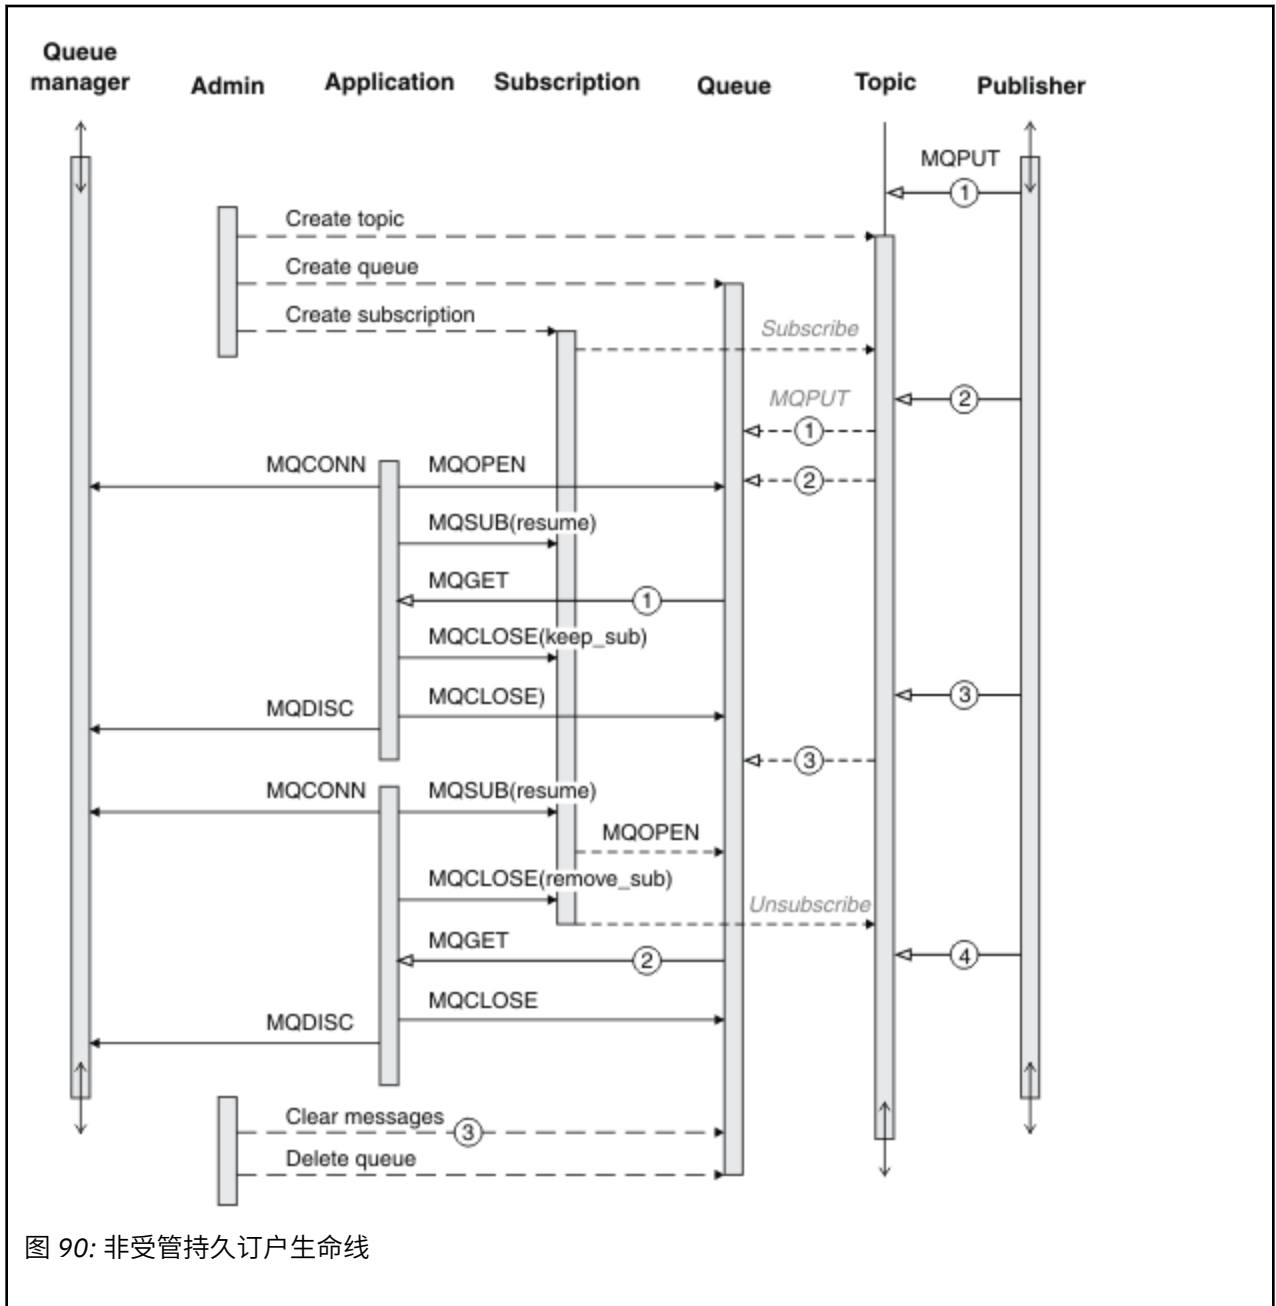 Queue
manager
Admin
Application
Subscription
Queue
Topic
Publisher
MQPUT
1
Create topic
Create queue
Create subscription
Subscribe
MQPUT
2
1
MQCONN
MQOPEN
2
MQSUB(resume)
MQGET
1
MQCLOSE(keep_sub)
MQCLOSE)
3
MQDISC
3
MQCONN
MQSUB(resume)
MQOPEN
MQCLOSE(remove_sub)
Unsubscribe
MQGET
2
4
MQCLOSE
MQDISC
Clear messages
3
Delete queue
图 90: 非受管持久订户生命线